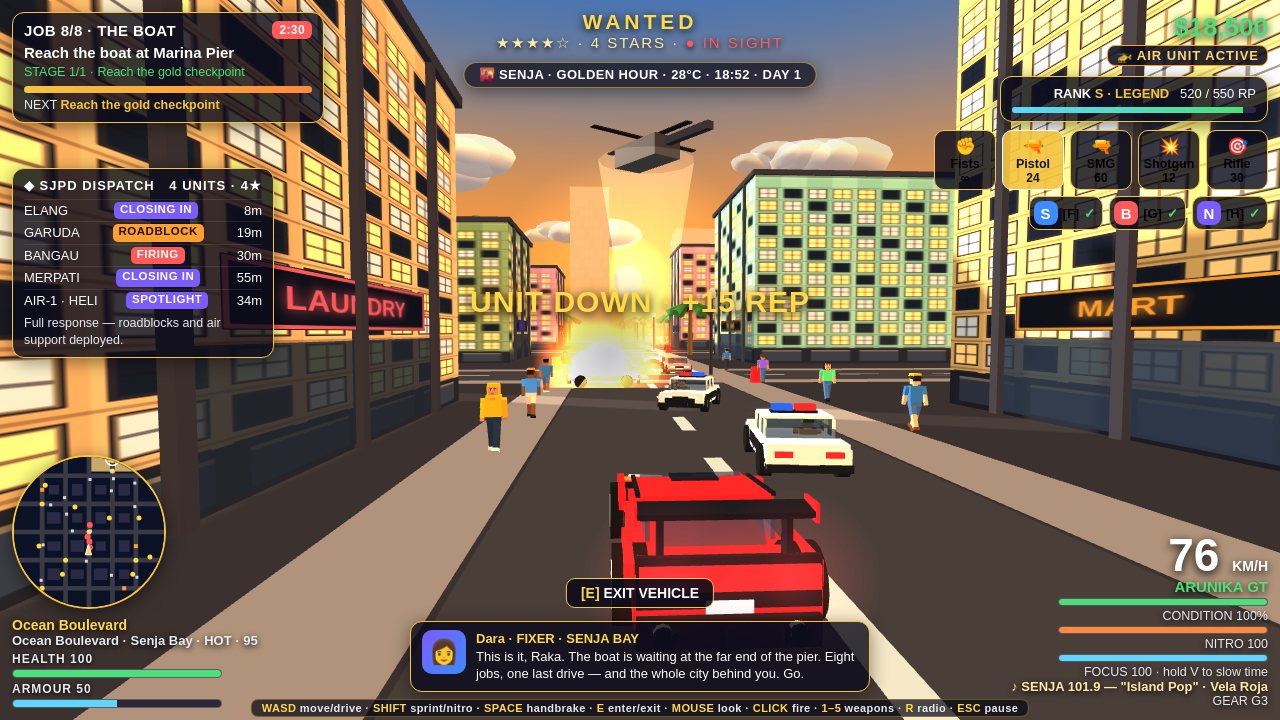 JOB 8/8 · THE BOAT 2:30
Reach the boat at Marina Pier
STAGE 1/1 · Reach the gold checkpoint
NEXT Reach the gold checkpoint
WANTED
★★★★☆ · 4 STARS · ● IN SIGHT
SENJA · GOLDEN HOUR · 28°C · 18:52 · DAY 1
$18,500
AIR UNIT ACTIVE
RANK S · LEGEND 520 / 550 RP
Fists
∞
Pistol
24
SMG
60
Shotgun
12
Rifle
30
S [F] ✓
B [G] ✓
N [H] ✓
◆ SJPD DISPATCH 4 UNITS · 4★
ELANG CLOSING IN 8m
GARUDA ROADBLOCK 19m
BANGAU FIRING 30m
MERPATI CLOSING IN 55m
AIR-1 · HELI SPOTLIGHT 34m
Full response — roadblocks and air
support deployed.
LAUNDRY
UNIT DOWN · +15 REP
MART
[E] EXIT VEHICLE
Dara · FIXER · SENJA BAY
This is it, Raka. The boat is waiting at the far end of the pier. Eight
jobs, one last drive — and the whole city behind you. Go.
Ocean Boulevard
Ocean Boulevard · Senja Bay · HOT · 95
HEALTH 100
ARMOUR 50
76 KM/H
ARUNIKA GT
CONDITION 100%
NITRO 100
FOCUS 100 · hold V to slow time
♪ SENJA 101.9 — "Island Pop" · Vela Roja
GEAR G3
WASD move/drive · SHIFT sprint/nitro · SPACE handbrake · E enter/exit · MOUSE look · CLICK fire · 1–5 weapons · R radio · ESC pause